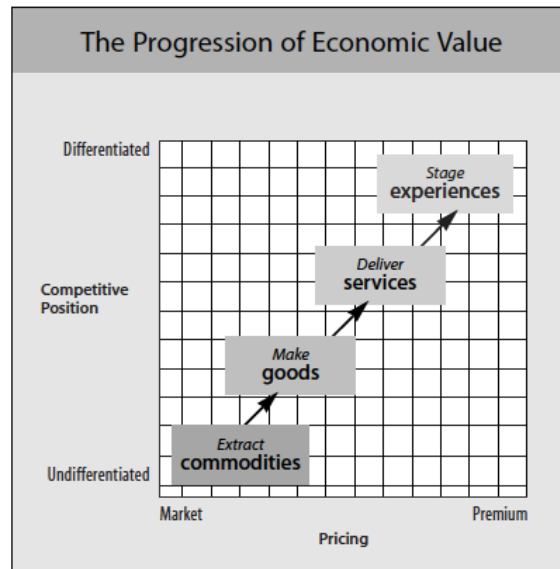 The Progression of Economic Value
Differentiated
Stage
experiences
Deliver
services
Competitive
Position
Make
goods
Extract
commodities
Undifferentiated
Market
Premium
Pricing